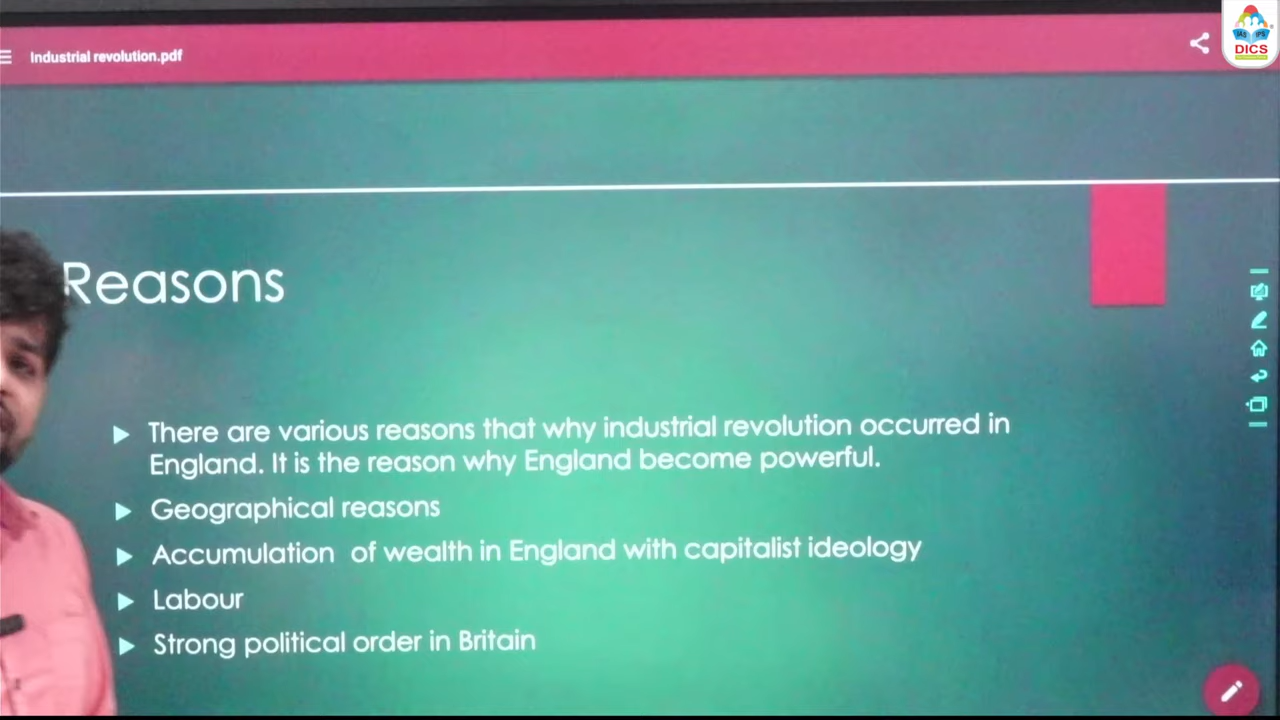 Industrial revolution.pdf
IAS IPS
DICS
Reasons
There are various reasons that why industrial revolution occurred in
England. It is the reason why England become powerful.
Geographical reasons
Accumulation of wealth in England with capitalist ideology
Labour
Strong political order in Britain